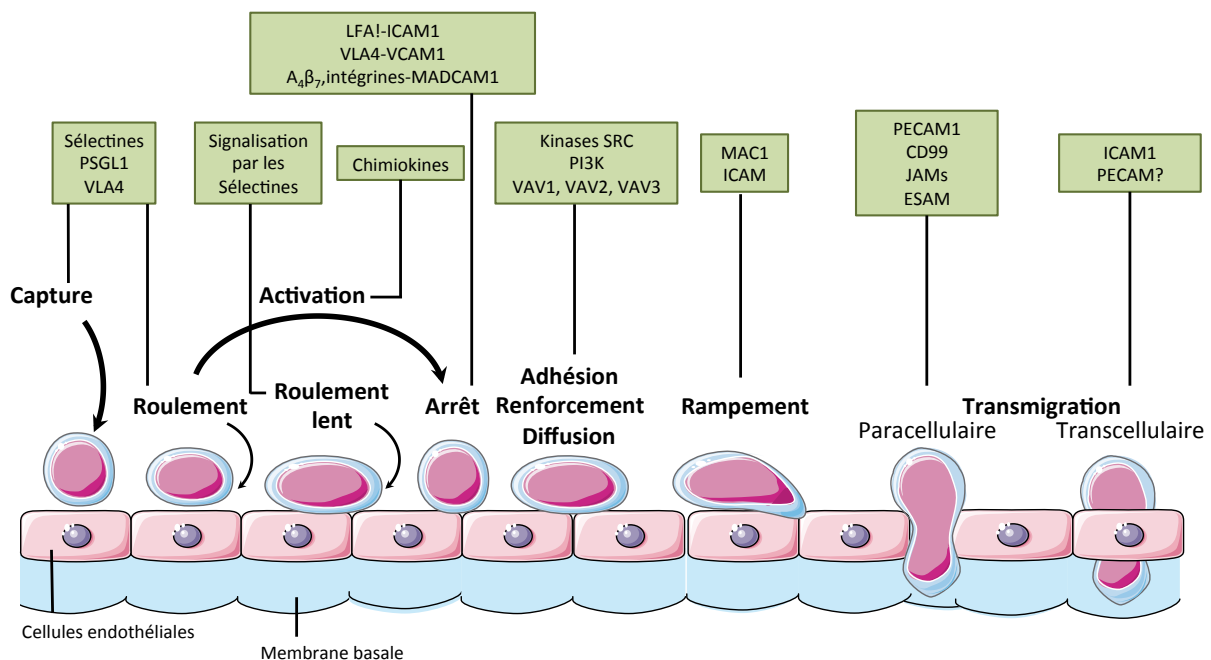 LFA!-ICAM1
VLA4-VCAM1
A₄β₇,intégrines-MADCAM1
Sélectines
PSGL1
VLA4
Signalisation
par les
Sélectines
Chimiokines
Kinases SRC
PI3K
VAV1, VAV2, VAV3
MAC1
ICAM
PECAM1
CD99
JAMs
ESAM
ICAM1
PECAM?
Capture
Activation
Roulement
Roulement
lent
Arrêt
Adhésion
Renforcement
Diffusion
Rampement
Transmigration
Paracellulaire
Transcellulaire
Cellules endothéliales
Membrane basale